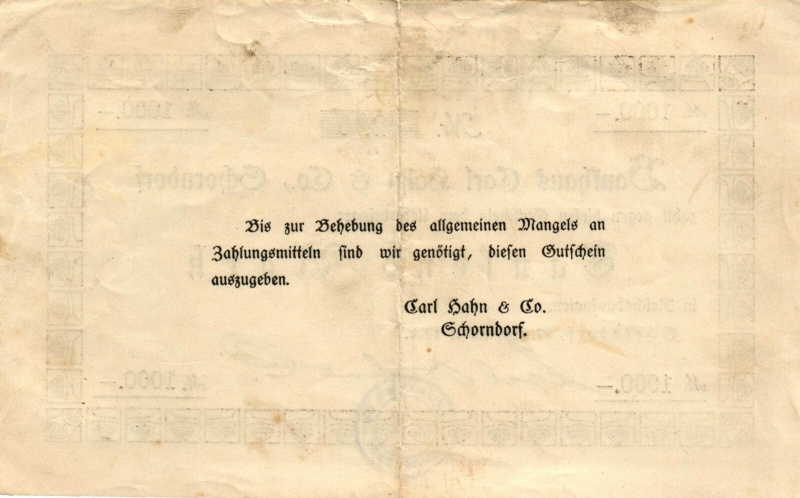 Bis zur Behebung des allgemeinen Mangels an
Zahlungsmitteln sind wir genötigt, diesen Gutschein
auszugeben.
Carl Hahn & Co.
Schorndorf.